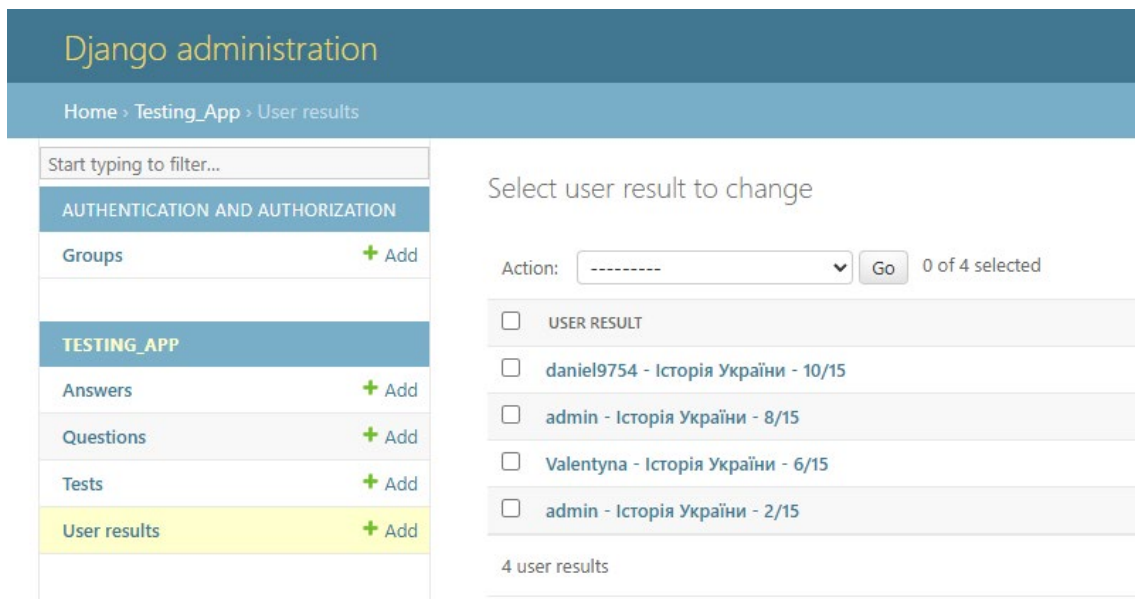 Django administration
Home › Testing_App › User results
Start typing to filter...
AUTHENTICATION AND AUTHORIZATION
Groups + Add
TESTING_APP
Answers + Add
Questions + Add
Tests + Add
User results + Add
Select user result to change
Action: --------- Go 0 of 4 selected
USER RESULT
daniel9754 - Історія України - 10/15
admin - Історія України - 8/15
Valentyna - Історія України - 6/15
admin - Історія України - 2/15
4 user results